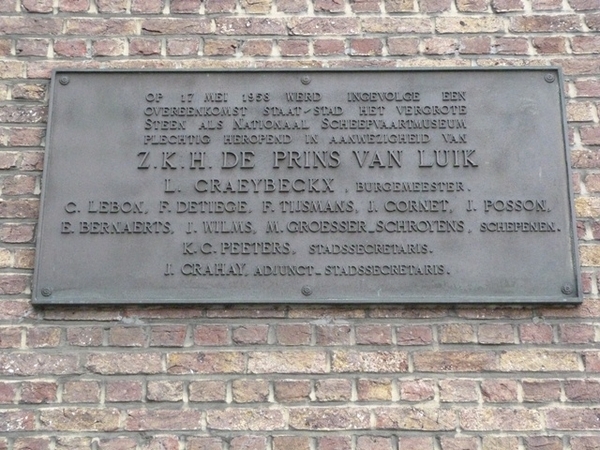 OP 17 MEI 1958 WERD INGEVOLGE EEN
OVEREENKOMST STAAT-STAD HET VERGROTE
STEEN ALS NATIONAAL SCHEEPVAARTMUSEUM
PLECHTIG HEROPEND IN AANWEZIGHEID VAN
Z.K.H. DE PRINS VAN LUIK
L. CRAEYBECKX, BURGEMEESTER.
C. LEBON, F. DETIEGE, F. TIJSMANS, J. CORNET, J. POSSON,
E. BERNAERTS, J. WILMS, M. GROESSER-SCHROYENS, SCHEPENEN.
K.C. PEETERS, STADSSECRETARIS.
J. CRAHAY, ADJUNCT-STADSSECRETARIS.